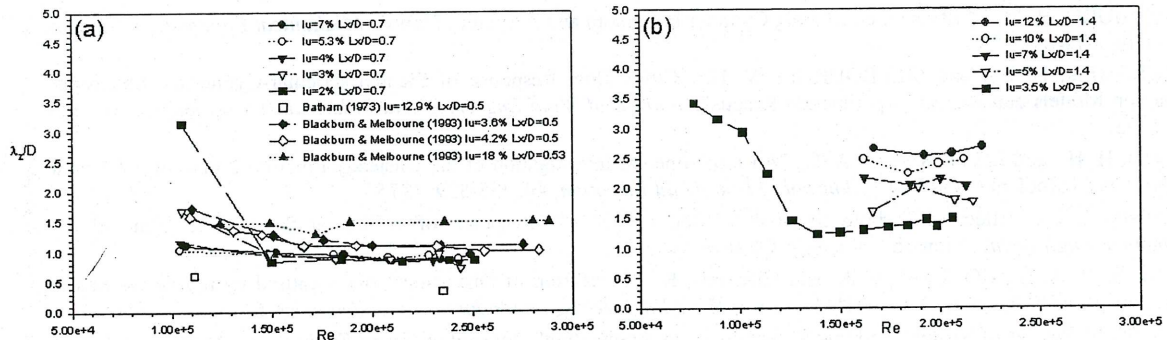 (a)
5.0
4.5
4.0
3.5
3.0
2.5
2.0
1.5
1.0
0.5
0.0
λz/D
Iu=7% Lx/D=0.7
Iu=5.3% Lx/D=0.7
Iu=4% Lx/D=0.7
Iu=3% Lx/D=0.7
Iu=2% Lx/D=0.7
Batham (1973) Iu=12.9% Lx/D=0.5
Blackburn & Melbourne (1993) Iu=3.6% Lx/D=0.5
Blackburn & Melbourne (1993) Iu=4.2% Lx/D=0.5
Blackburn & Melbourne (1993) Iu=18 % Lx/D=0.53
5.00e+4 1.00e+5 1.50e+5 2.00e+5 2.50e+5 3.00e+5
Re
(b)
5.0
4.5
4.0
3.5
3.0
2.5
2.0
1.5
1.0
0.5
0.0
Iu=12% Lx/D=1.4
Iu=10% Lx/D=1.4
Iu=7% Lx/D=1.4
Iu=5% Lx/D=1.4
Iu=3.5% Lx/D=2.0
5.00e+4 1.00e+5 1.50e+5 2.00e+5 2.50e+5 3.00e+5
Re